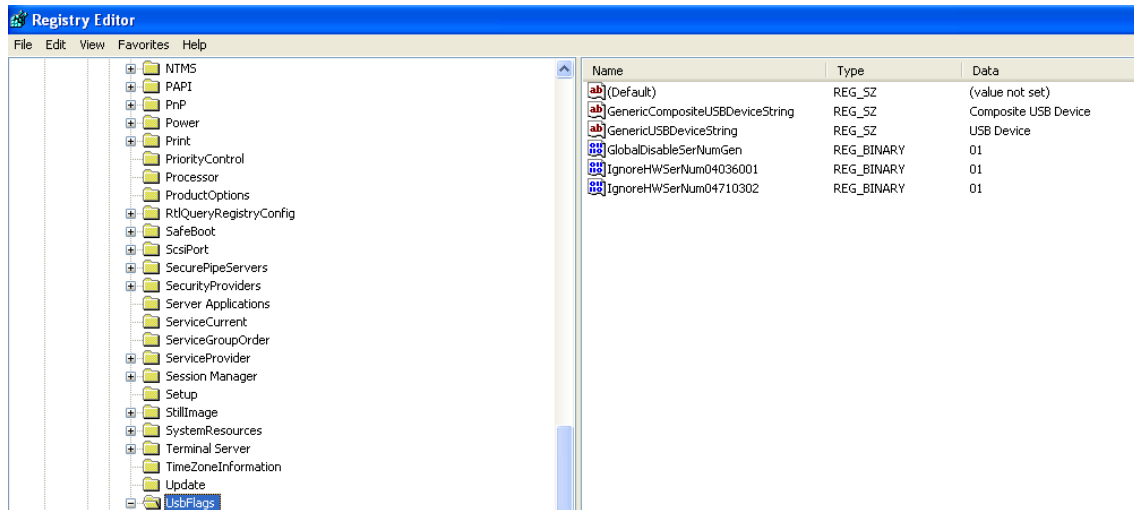 Registry Editor
File Edit View Favorites Help
NTMS
PAPI
PnP
Power
Print
PriorityControl
Processor
ProductOptions
RtlQueryRegistryConfig
SafeBoot
ScsiPort
SecurePipeServers
SecurityProviders
Server Applications
ServiceCurrent
ServiceGroupOrder
ServiceProvider
Session Manager
Setup
StillImage
SystemResources
Terminal Server
TimeZoneInformation
Update
UsbFlags
Name Type Data
(Default) REG_SZ (value not set)
GenericCompositeUSBDeviceString REG_SZ Composite USB Device
GenericUSBDeviceString REG_SZ USB Device
GlobalDisableSerNumGen REG_BINARY 01
IgnoreHWSerNum04036001 REG_BINARY 01
IgnoreHWSerNum04710302 REG_BINARY 01